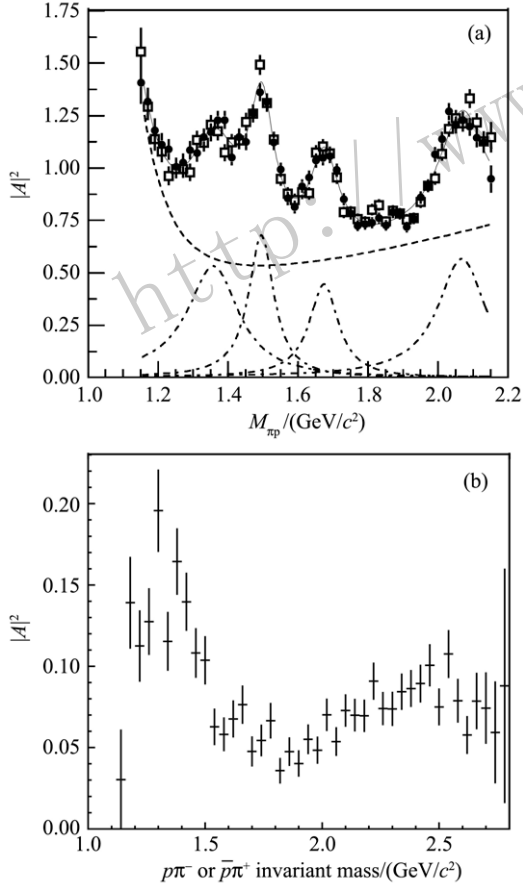 (a)
1.75
1.50
1.25
1.00
0.75
0.50
0.25
0.00
|A|²
1.0 1.2 1.4 1.6 1.8 2.0 2.2
M_πp/(GeV/c²)
http://www
(b)
0.20
0.15
0.10
0.05
0.00
|A|²
1.0 1.5 2.0 2.5
pπ⁻ or p̅π⁺ invariant mass/(GeV/c²)